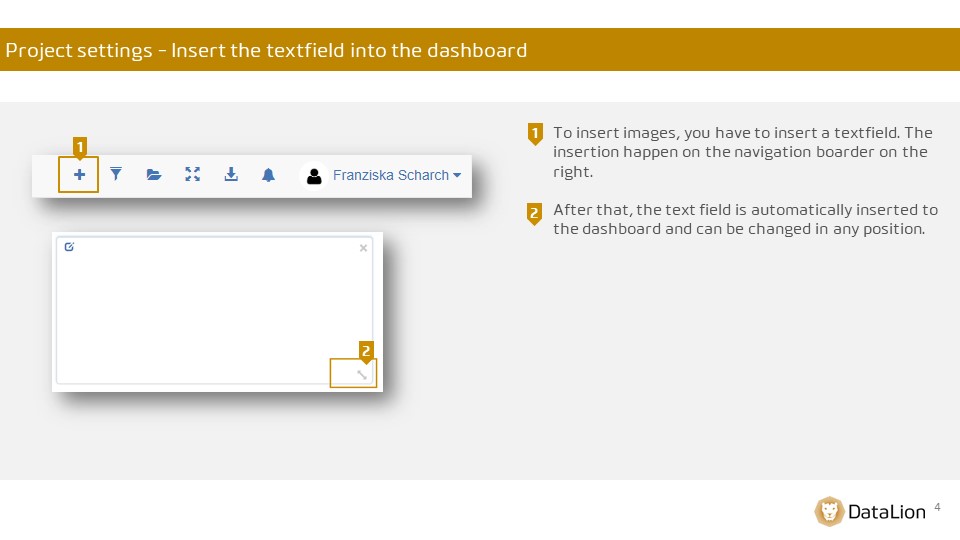 Project settings - Insert the textfield into the dashboard
1
Franziska Scharch
2
1 To insert images, you have to insert a textfield. The
insertion happen on the navigation boarder on the
right.
2 After that, the text field is automatically inserted to
the dashboard and can be changed in any position.
DataLion 4